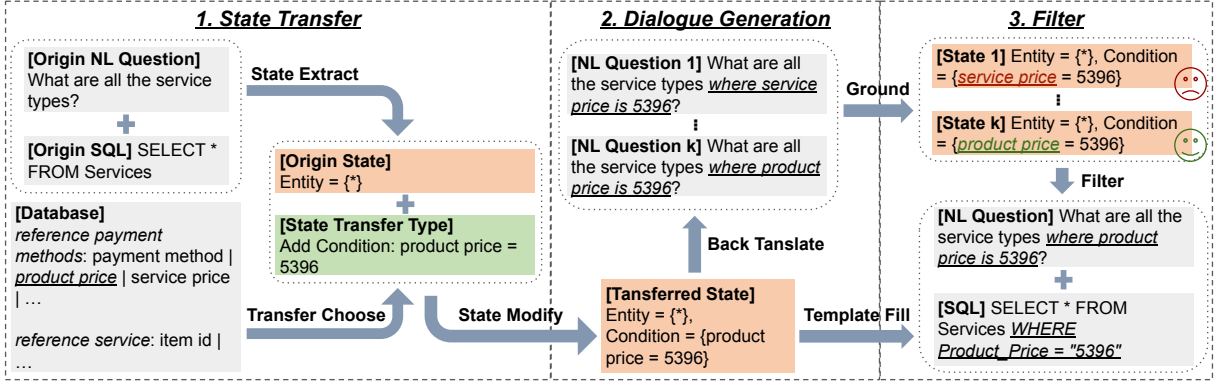 1. State Transfer
[Origin NL Question]
What are all the service
types?
[Origin SQL] SELECT *
FROM Services
[Database]
reference payment
methods: payment method |
product price | service price
| ...
reference service: item id |
...
State Extract
[Origin State]
Entity = {*}
[State Transfer Type]
Add Condition: product price =
5396
Transfer Choose
State Modify
2. Dialogue Generation
[NL Question 1] What are all
the service types where service
price is 5396?
[NL Question k] What are all
the service types where product
price is 5396?
Back Tanslate
[Tansferred State]
Entity = {*},
Condition = {product
price = 5396}
Ground
Template Fill
3. Filter
[State 1] Entity = {*}, Condition
= {service price = 5396}
[State k] Entity = {*}, Condition
= {product price = 5396}
Filter
[NL Question] What are all the
service types where product
price is 5396?
[SQL] SELECT * FROM
Services WHERE
Product_Price = "5396"